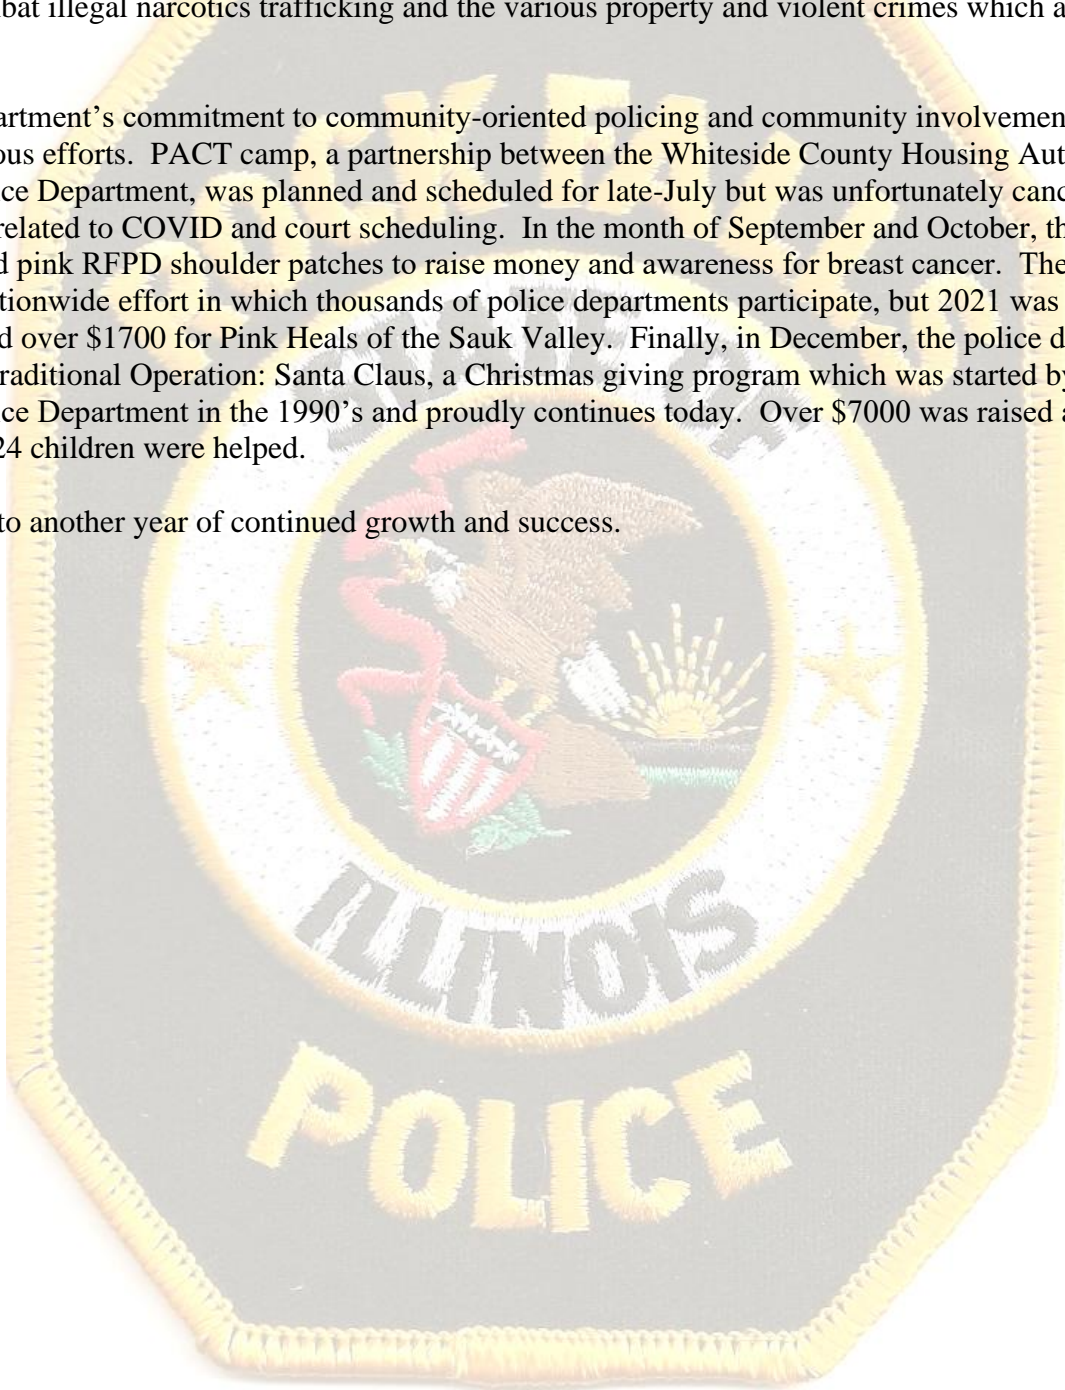 bat illegal narcotics trafficking and the various property and violent crimes which a
artment's commitment to community-oriented policing and community involvemen
ous efforts. PACT camp, a partnership between the Whiteside County Housing Aut
ce Department, was planned and scheduled for late-July but was unfortunately canc
related to COVID and court scheduling. In the month of September and October, th
d pink RFPD shoulder patches to raise money and awareness for breast cancer. The
tionwide effort in which thousands of police departments participate, but 2021 was
d over $1700 for Pink Heals of the Sauk Valley. Finally, in December, the police d
raditional Operation: Santa Claus, a Christmas giving program which was started by
ce Department in the 1990's and proudly continues today. Over $7000 was raised a
24 children were helped.
to another year of continued growth and success.
ROCK FALLS
STATE OF
ILLINOIS
POLICE